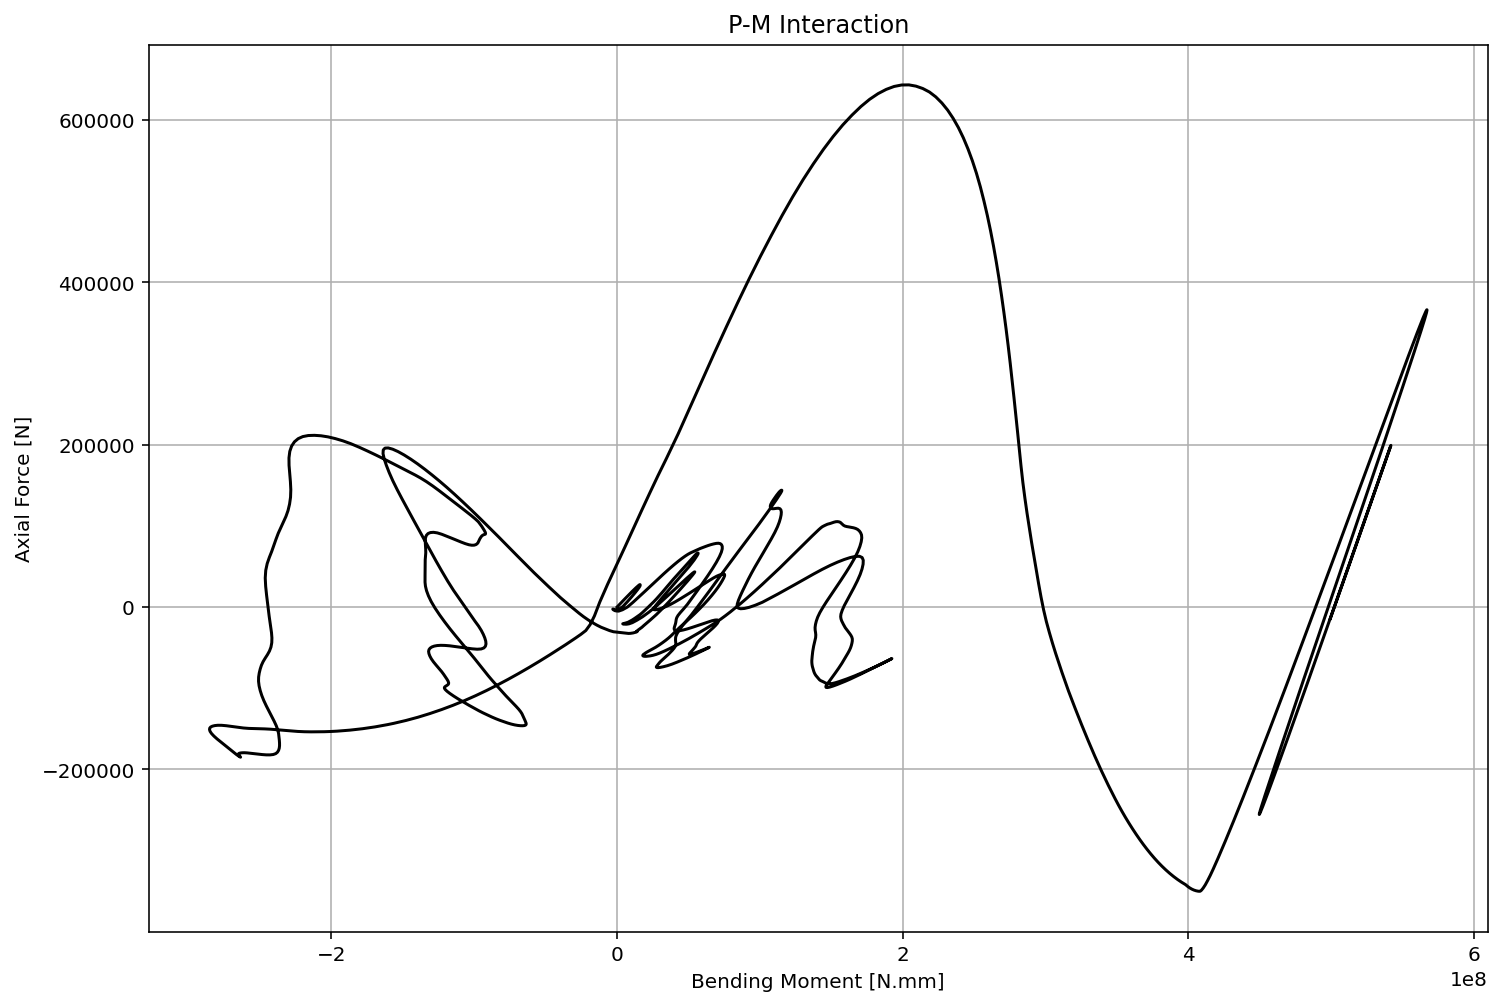 P-M Interaction
600000
400000
200000
0
−200000
Axial Force [N]
−2
0
2
4
6
1e8
Bending Moment [N.mm]